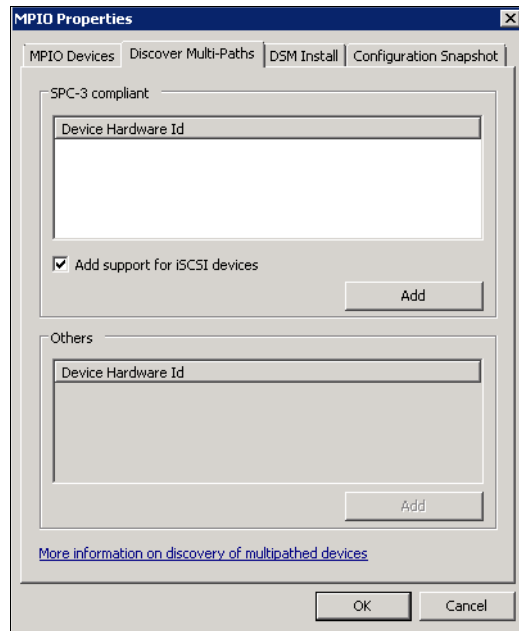 MPIO Properties
MPIO Devices Discover Multi-Paths DSM Install Configuration Snapshot
SPC-3 compliant
Device Hardware Id
Add support for iSCSI devices
Add
Others
Device Hardware Id
Add
More information on discovery of multipathed devices
OK Cancel